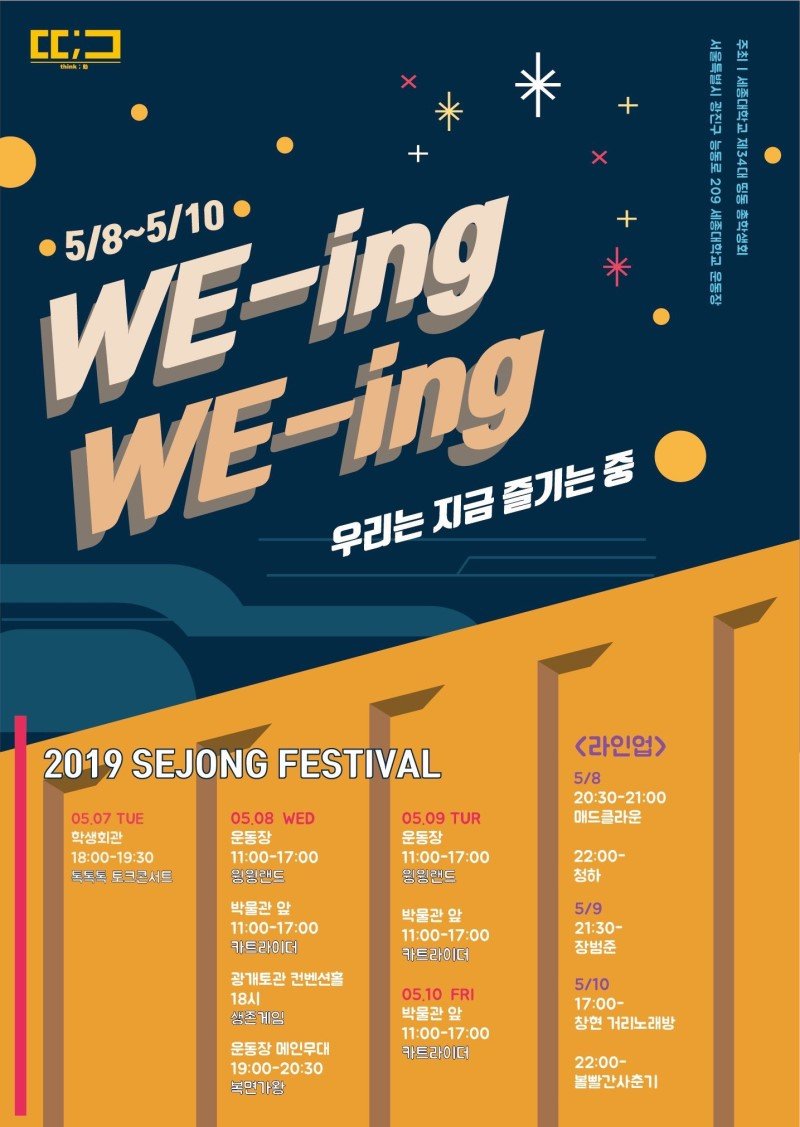 띠;그
think ; 動
주최 | 세종대학교 제34대 띵동 총학생회
서울특별시 광진구 능동로 209 세종대학교 운동장
5/8~5/10
WE-ing
WE-ing
우리는 지금 즐기는 중
2019 SEJONG FESTIVAL
05.07 TUE
학생회관
18:00-19:30
톡톡톡 토크콘서트
05.08 WED
운동장
11:00-17:00
윙윙랜드
박물관 앞
11:00-17:00
카트라이더
광개토관 컨벤션홀
18시
생존게임
운동장 메인무대
19:00-20:30
복면가왕
05.09 TUR
운동장
11:00-17:00
윙윙랜드
박물관 앞
11:00-17:00
카트라이더
05.10 FRI
박물관 앞
11:00-17:00
카트라이더
<라인업>
5/8
20:30-21:00
매드클라운
22:00-
청하
5/9
21:30-
장범준
5/10
17:00-
창현 거리노래방
22:00-
볼빨간사춘기